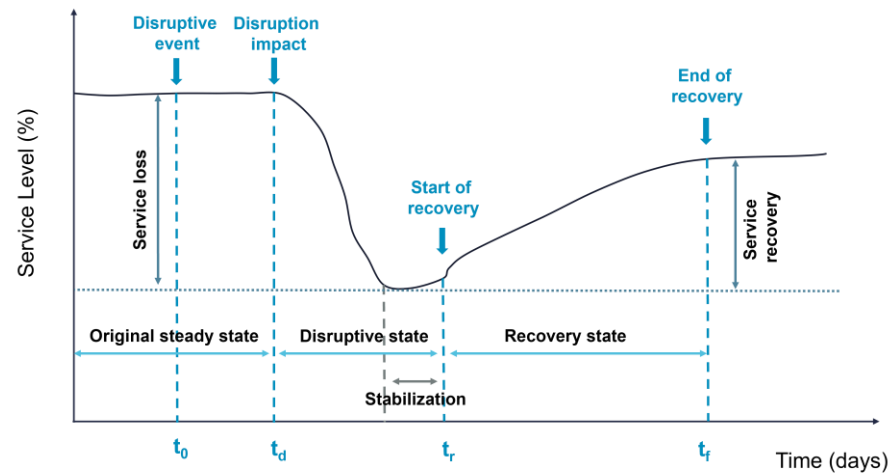 Disruptive
event
Disruption
impact
End of
recovery
Service Level (%)
Service loss
Start of
recovery
Service
recovery
Original steady state
Disruptive state
Recovery state
Stabilization
t0
td
tr
tf
Time (days)